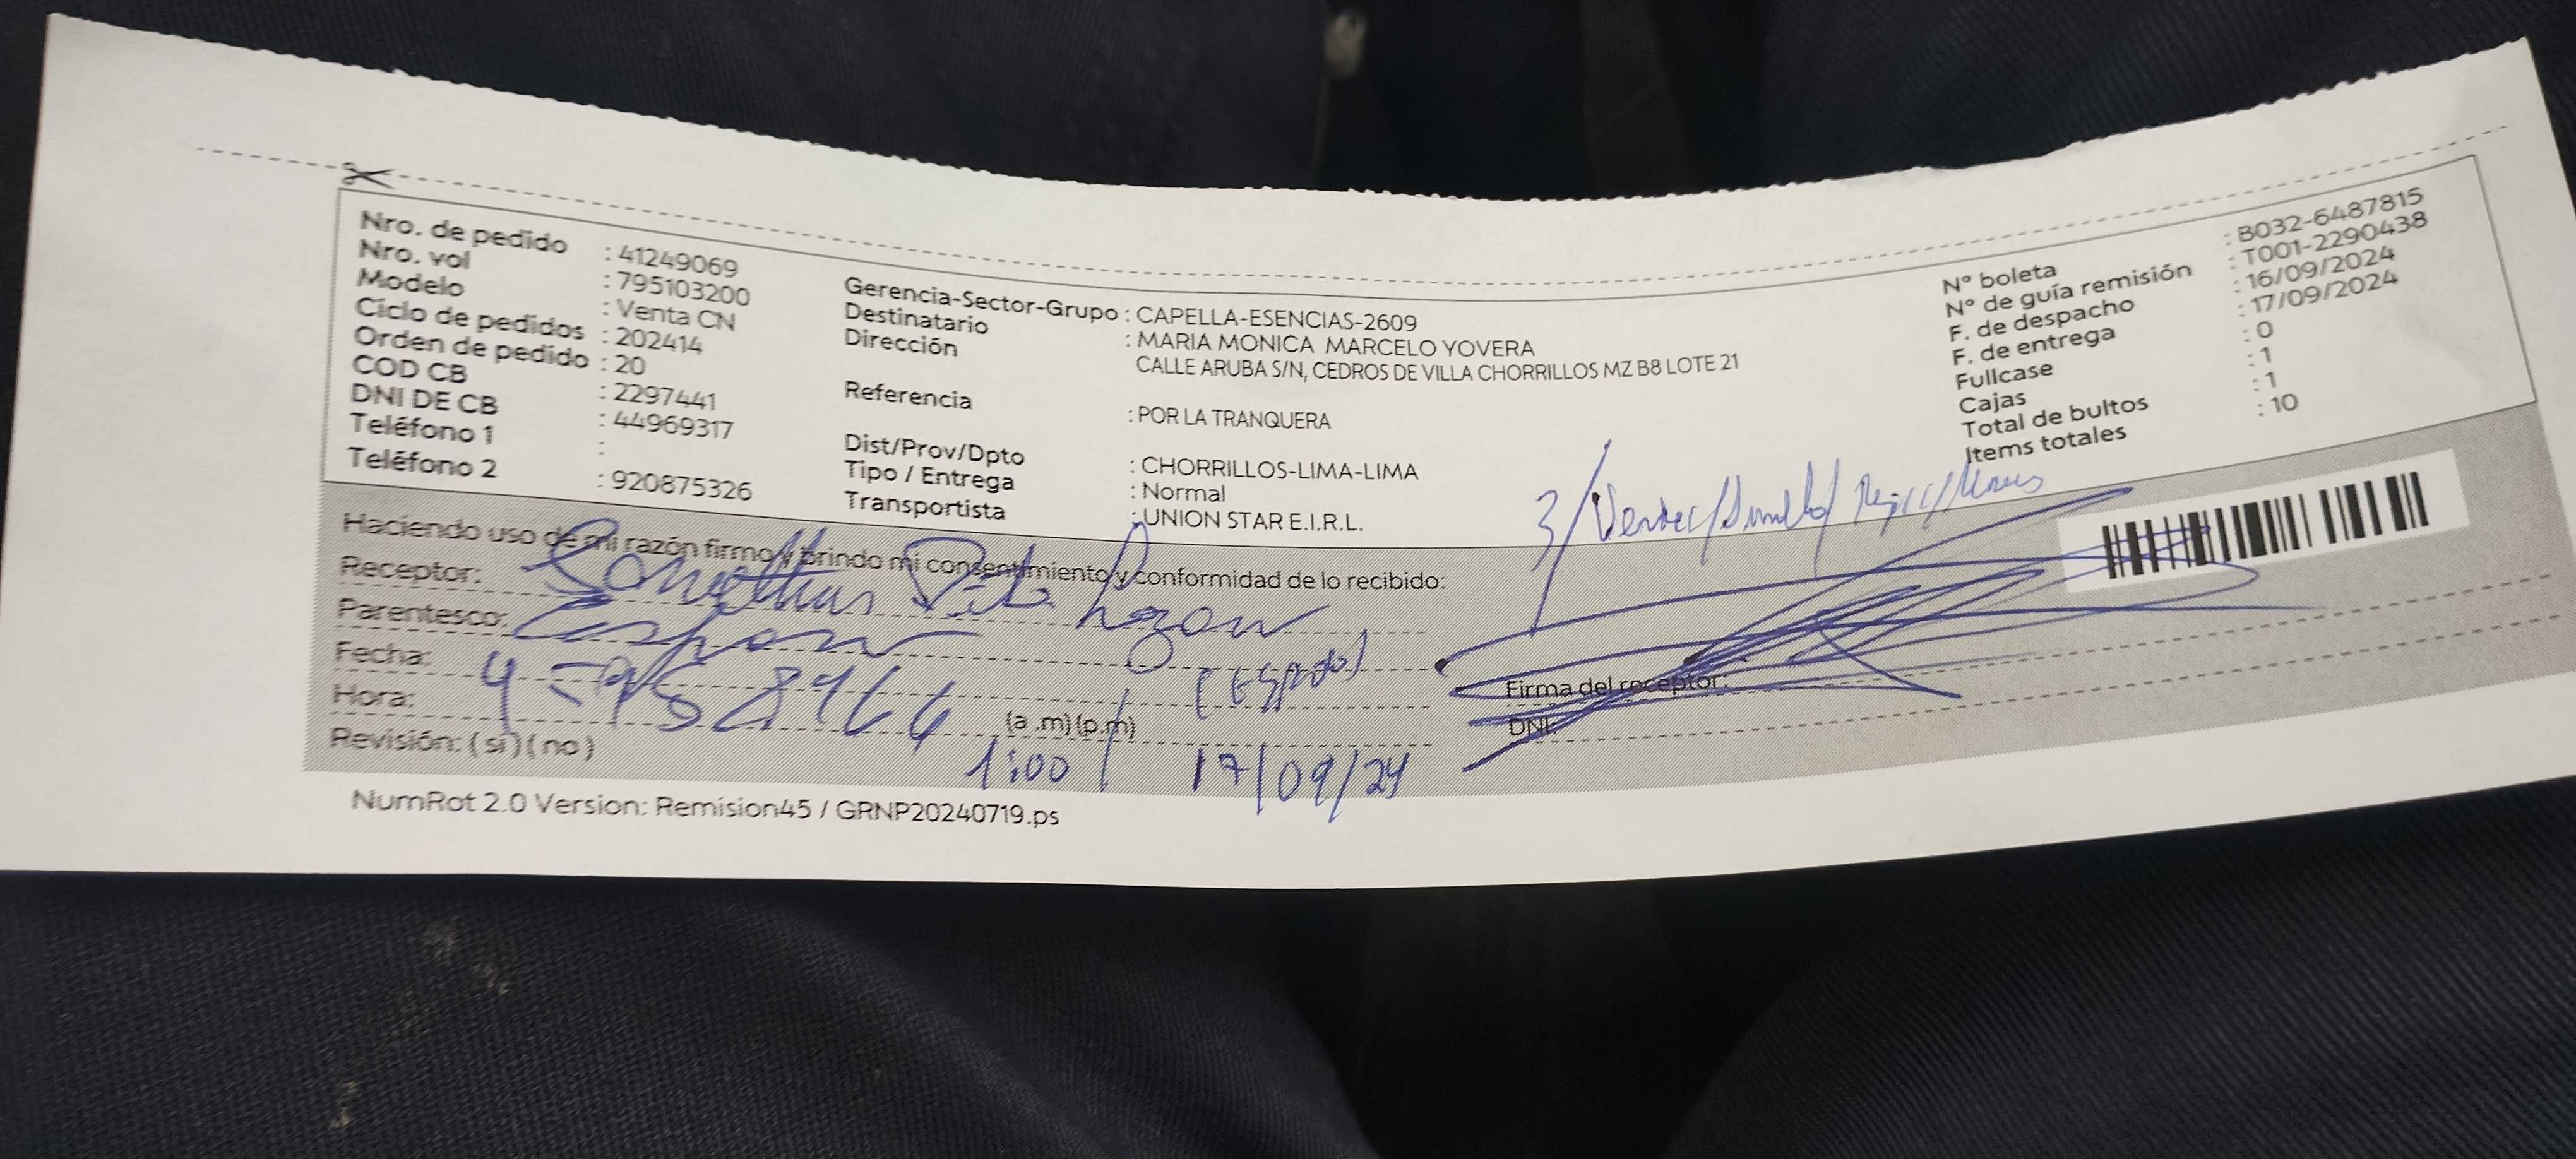 Nro. de pedido : 41249069
Nro. vol : 795103200
Modelo : Venta CN
Ciclo de pedidos : 202414
Orden de pedido : 20
COD CB : 2297441
DNI DE CB : 44969317
Teléfono 1 :
Teléfono 2 : 920875326
Gerencia-Sector-Grupo : CAPELLA-ESENCIAS-2609
Destinatario : MARIA MONICA MARCELO YOVERA
Dirección
CALLE ARUBA S/N, CEDROS DE VILLA CHORRILLOS MZ B8 LOTE 21
Referencia : POR LA TRANQUERA
Dist/Prov/Dpto : CHORRILLOS-LIMA-LIMA
Tipo / Entrega : Normal
Transportista : UNION STAR E.I.R.L.
N° boleta : B032-6487815
N° de guía remisión : T001-2290438
F. de despacho : 16/09/2024
F. de entrega : 17/09/2024
Fullcase : 0
Cajas : 1
Total de bultos : 1
Items totales : 10
3/
Haciendo uso de mi razón firmo y brindo mi consentimiento y conformidad de lo recibido:
Receptor:
Parentesco:
Fecha:
(Esposo)
Hora: (a .m)(p.m)
Revisión: (si)(no)
1:00 17/09/24
Firma del receptor:
DNI:
NumRot 2.0 Version: Remision45 / GRNP20240719.ps